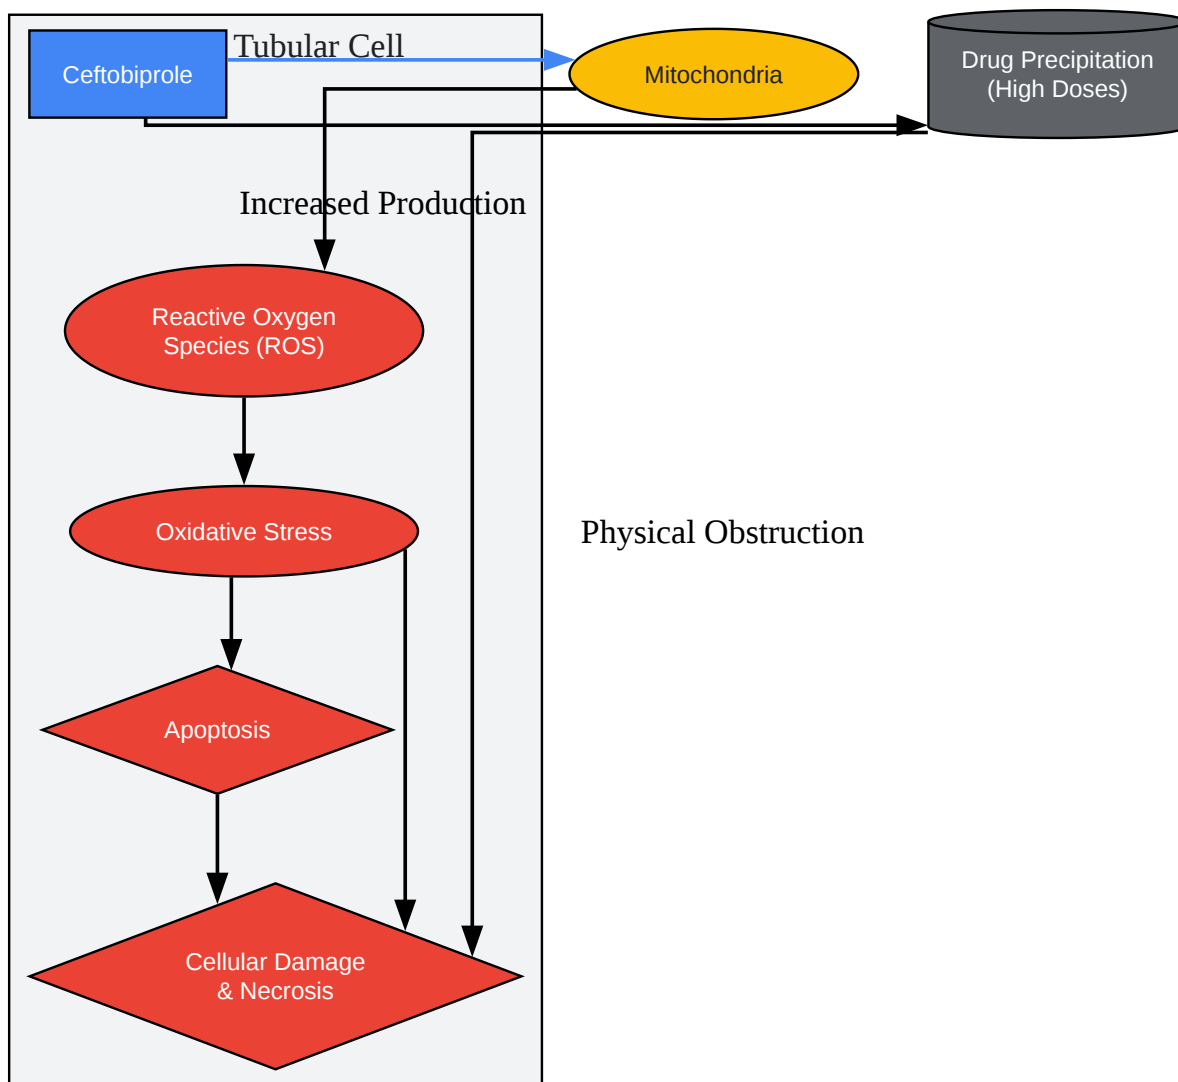 Tubular Cell
Ceftobiprole
Mitochondria
Drug Precipitation
(High Doses)
Increased Production
Reactive Oxygen
Species (ROS)
Oxidative Stress
Physical Obstruction
Apoptosis
Cellular Damage
& Necrosis